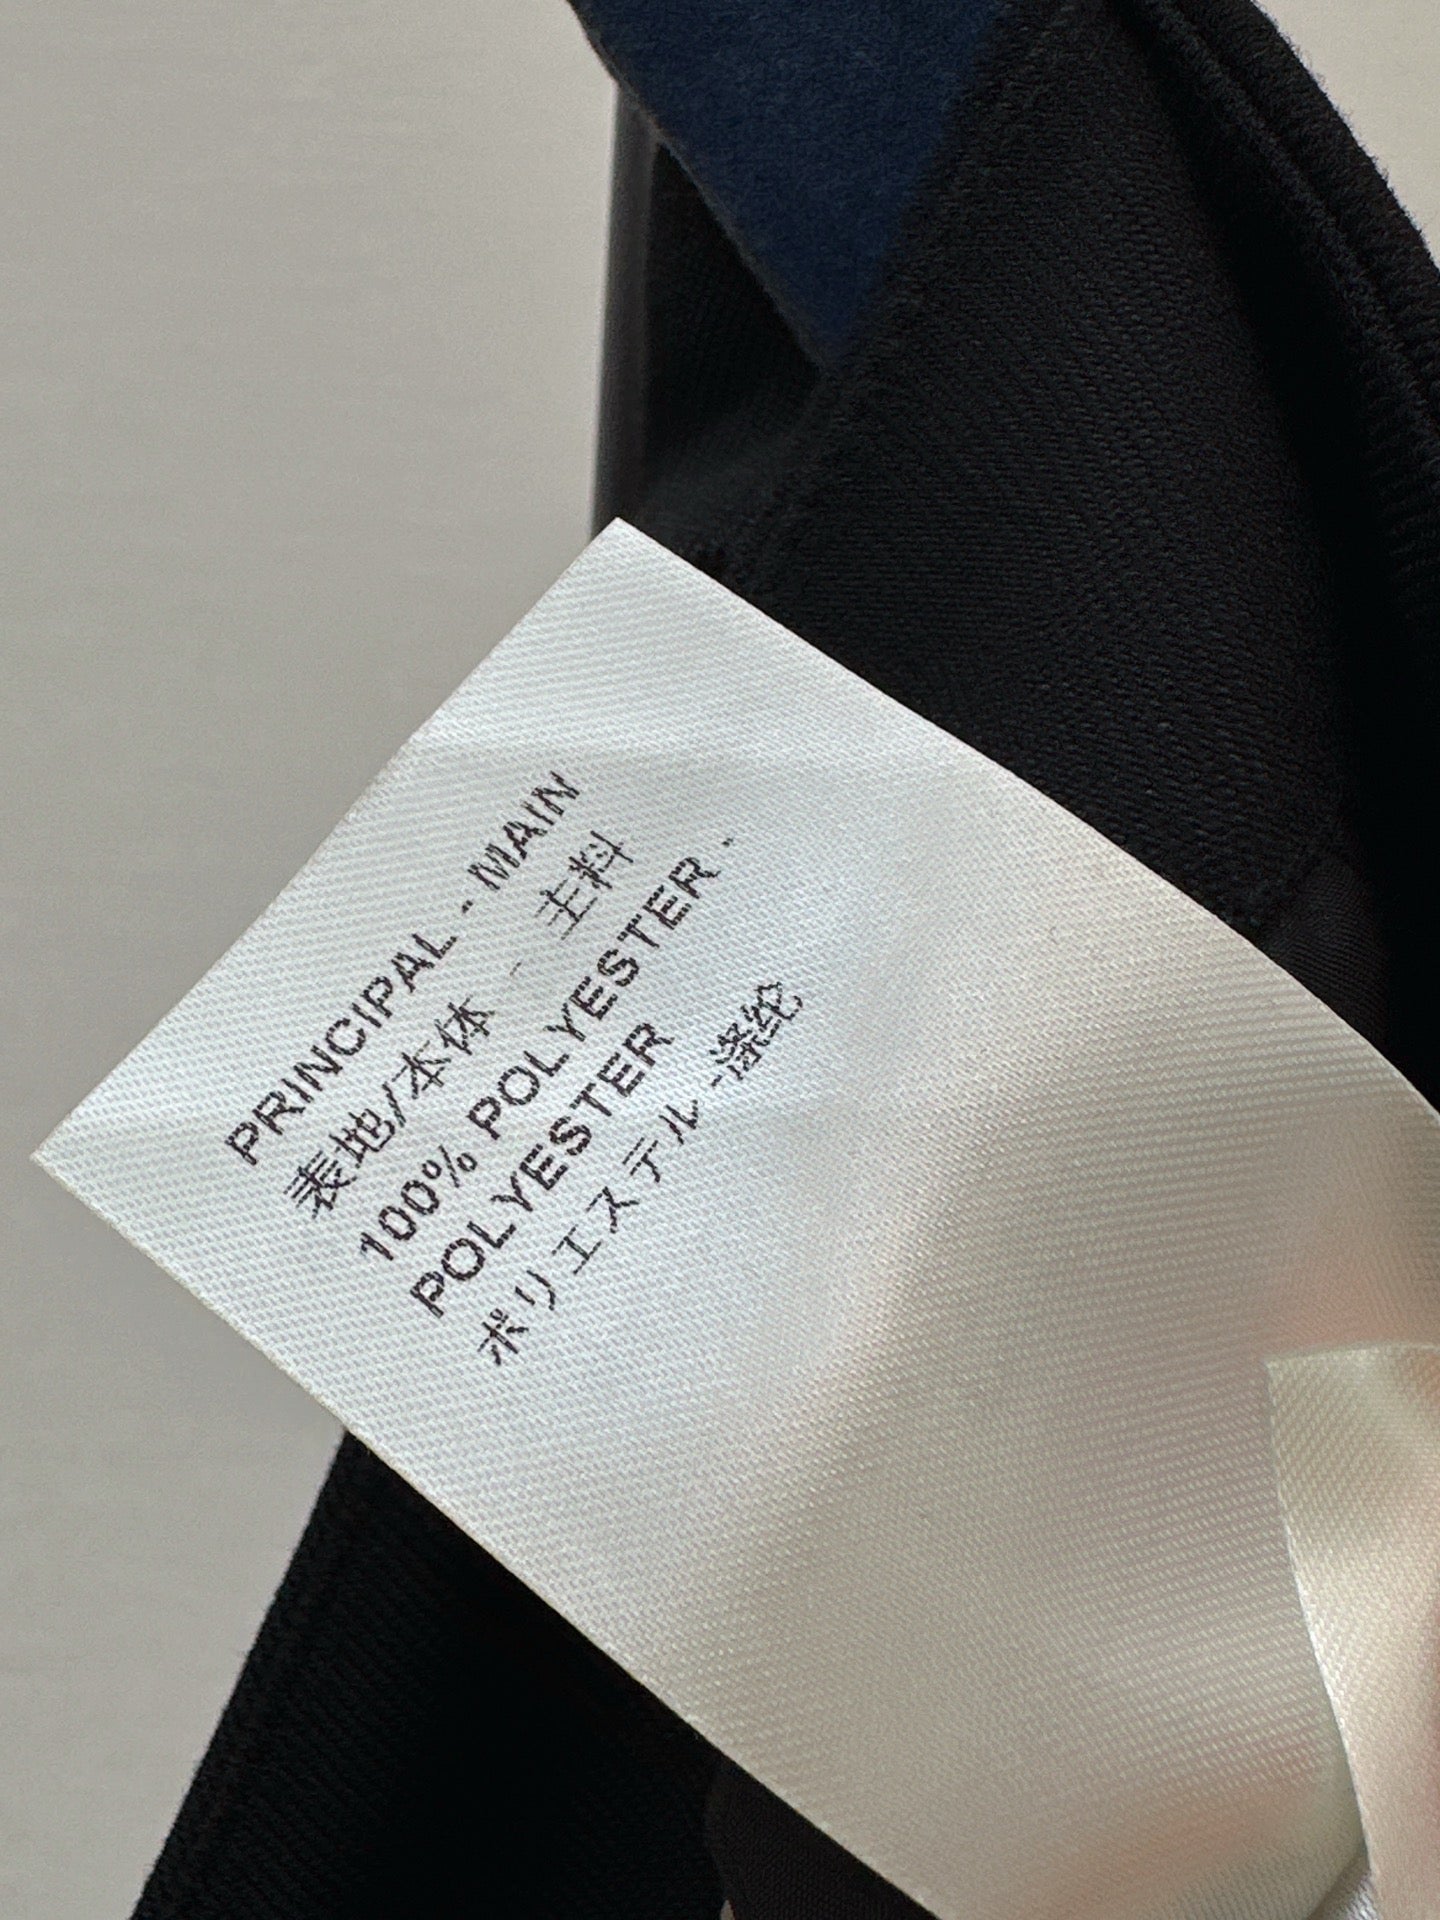 PRINCIPAL - MAIN
表地/本体 - 主料
100% POLYESTER -
POLYESTER
ポリエステル -涤纶